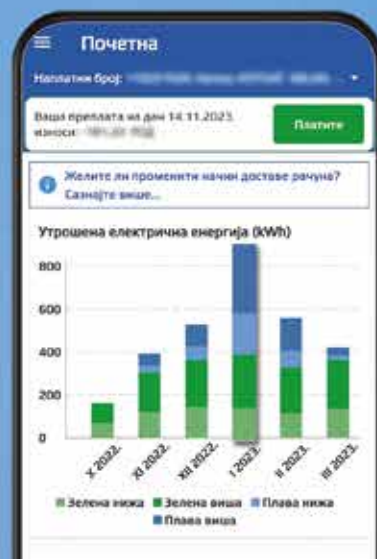 Почетна
Наплатни број:
Ваша преплата на дан 14.11.2023.
износи:
Платите
Желите ли променити начин доставе рачуна?
Сазнајте више...
Утрошена електрична енергија (kWh)
800
600
400
200
0
X 2022.
XI 2022.
XII 2022.
I 2023.
II 2023.
III 2023.
Зелена нижа
Зелена виша
Плава нижа
Плава виша